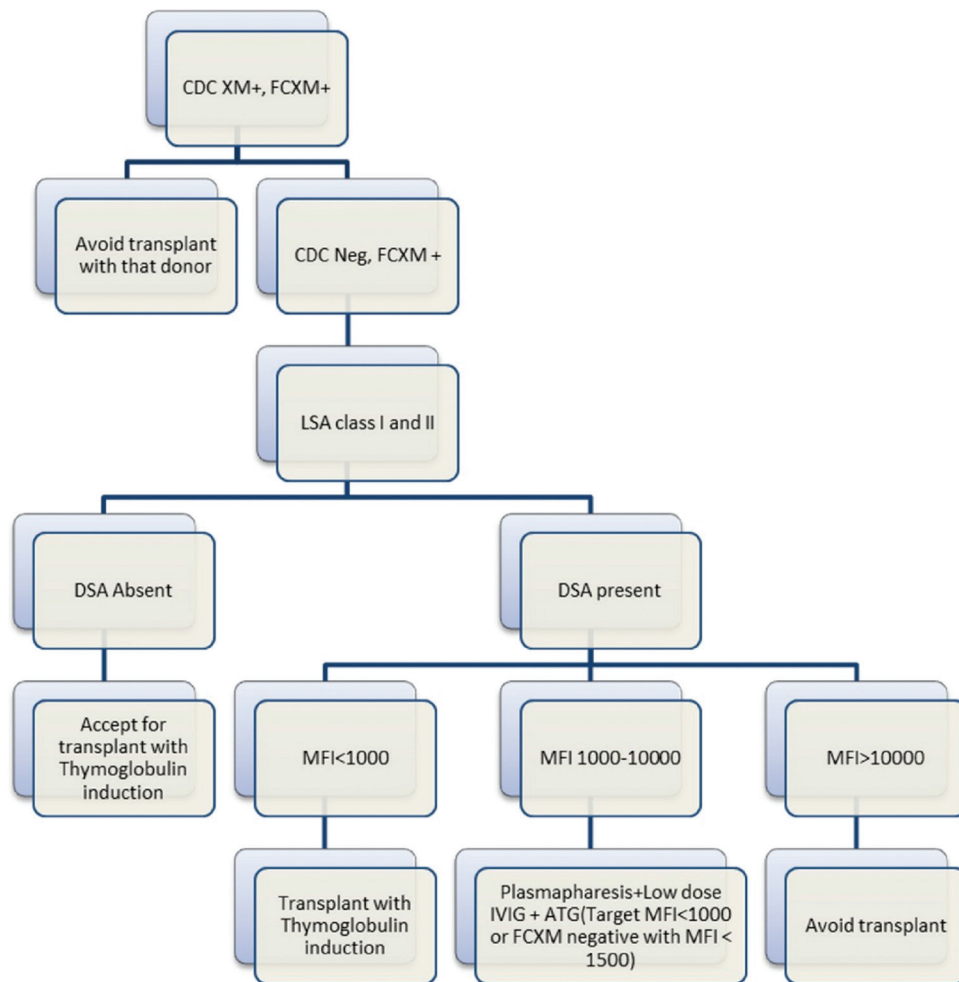 CDC XM+, FCXM+
Avoid transplant
with that donor
CDC Neg, FCXM +
LSA class I and II
DSA Absent
DSA present
Accept for
transplant with
Thymoglobulin
induction
MFI<1000
MFI 1000-10000
MFI>10000
Transplant with
Thymoglobulin
induction
Plasmapharesis+Low dose
IVIG + ATG(Target MFI<1000
or FCXM negative with MFI <
1500)
Avoid transplant